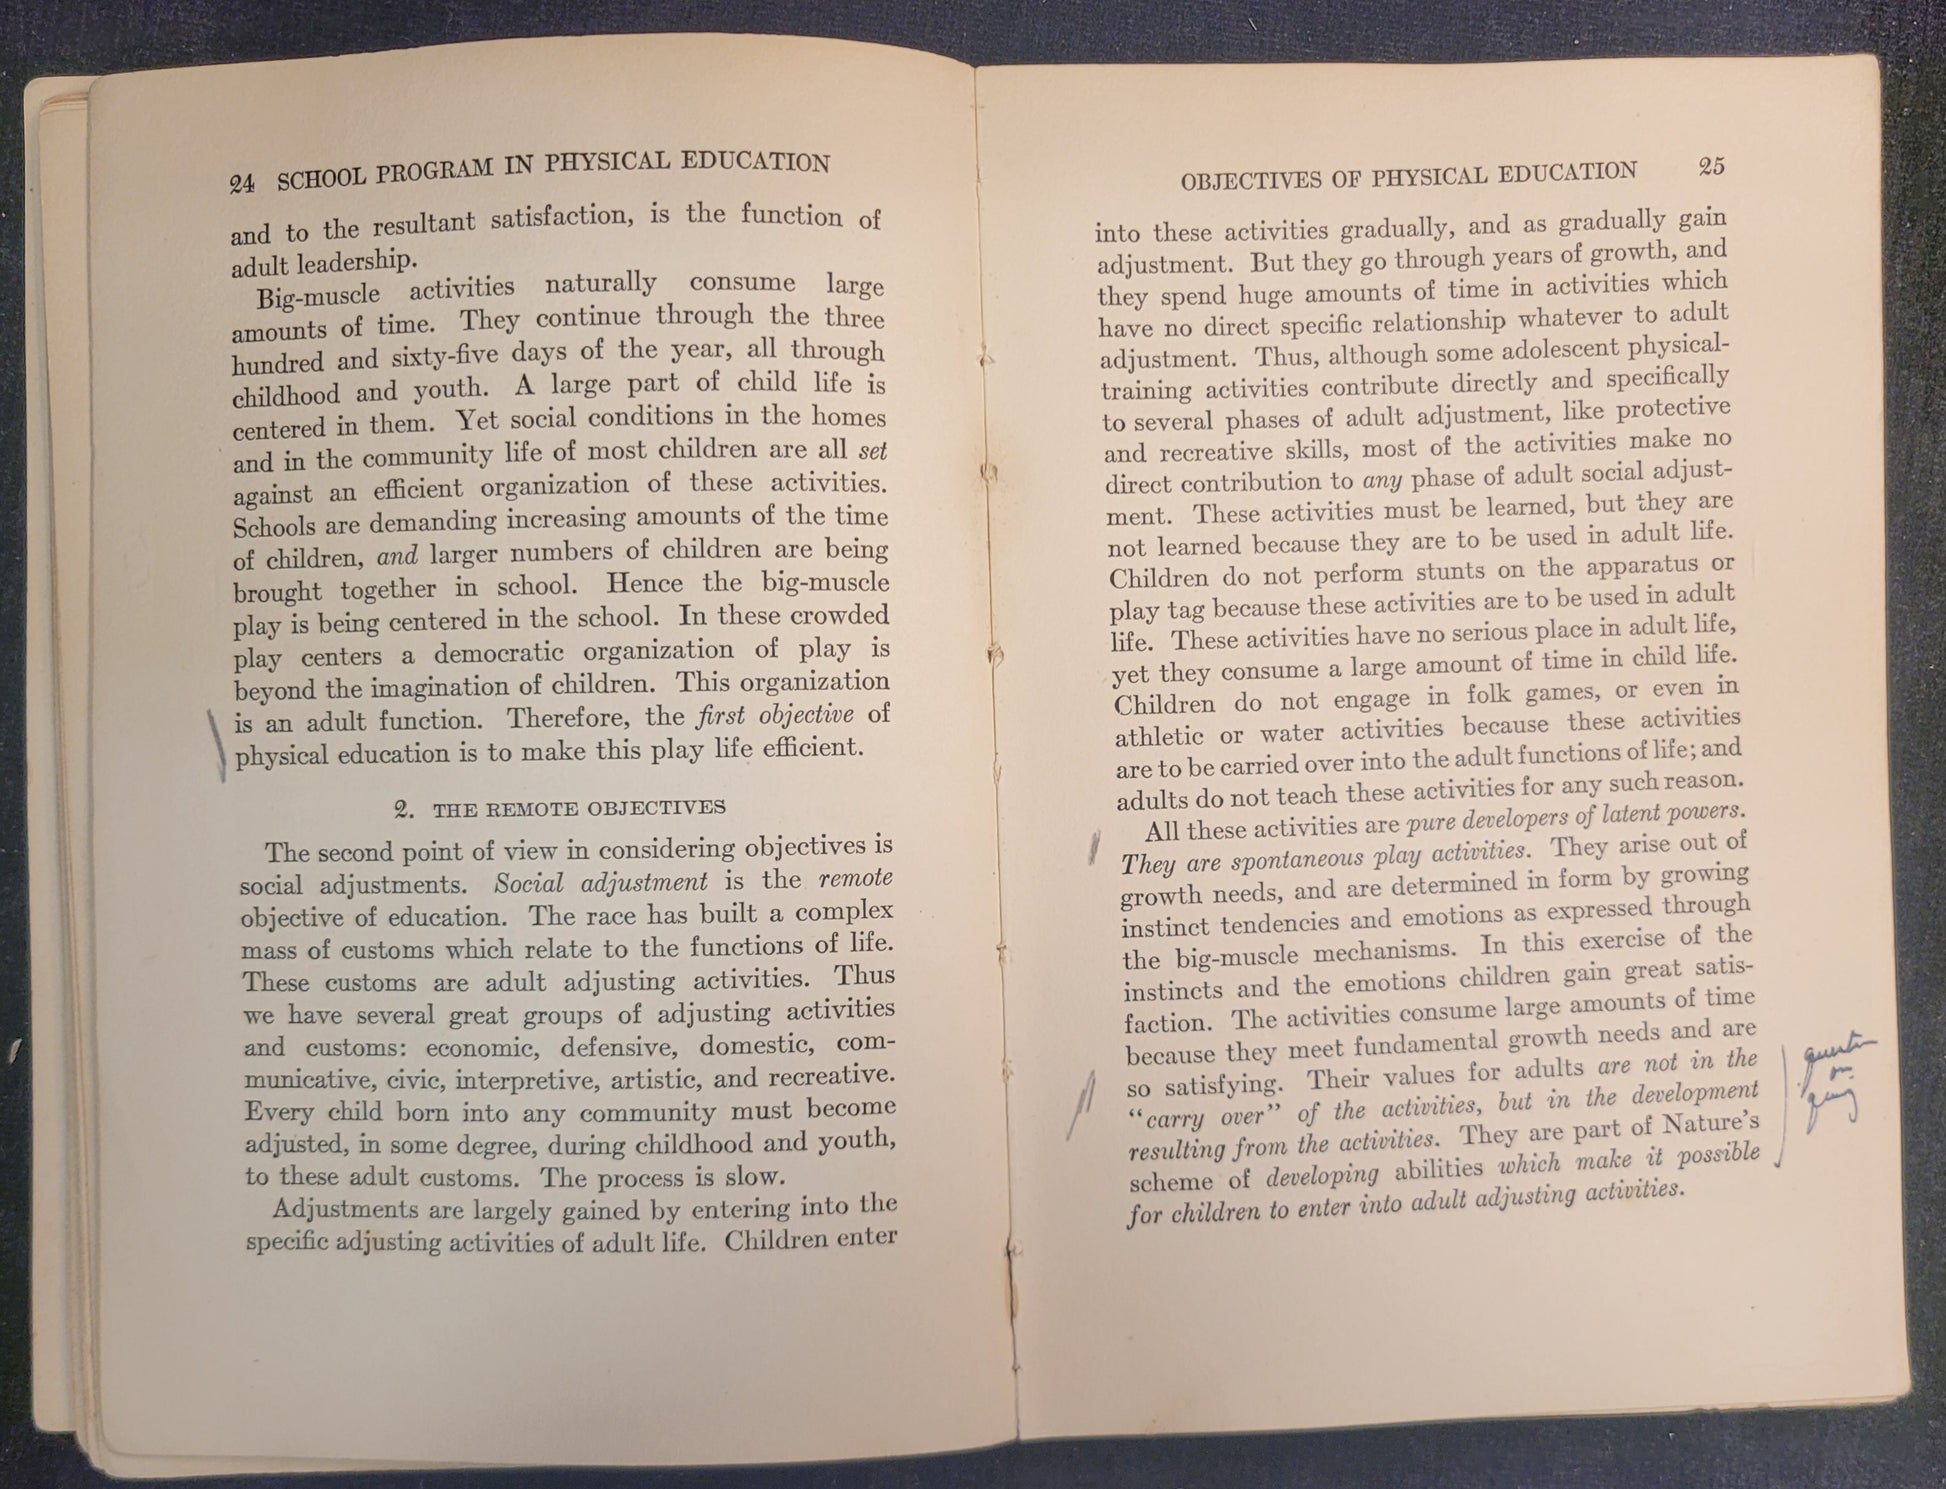 24 SCHOOL PROGRAM IN PHYSICAL EDUCATION
and to the resultant satisfaction, is the function of
adult leadership.
Big-muscle activities naturally consume large
amounts of time. They continue through the three
hundred and sixty-five days of the year, all through
childhood and youth. A large part of child life is
centered in them. Yet social conditions in the homes
and in the community life of most children are all set
against an efficient organization of these activities.
Schools are demanding increasing amounts of the time
of children, and larger numbers of children are being
brought together in school. Hence the big-muscle
play is being centered in the school. In these crowded
play centers a democratic organization of play is
beyond the imagination of children. This organization
is an adult function. Therefore, the first objective of
physical education is to make this play life efficient.
2. THE REMOTE OBJECTIVES
The second point of view in considering objectives is
social adjustments. Social adjustment is the remote
objective of education. The race has built a complex
mass of customs which relate to the functions of life.
These customs are adult adjusting activities. Thus
we have several great groups of adjusting activities
and customs: economic, defensive, domestic, com-
municative, civic, interpretive, artistic, and recreative.
Every child born into any community must become
adjusted, in some degree, during childhood and youth,
to these adult customs. The process is slow.
Adjustments are largely gained by entering into the
specific adjusting activities of adult life. Children enter
OBJECTIVES OF PHYSICAL EDUCATION 25
into these activities gradually, and as gradually gain
adjustment. But they go through years of growth, and
they spend huge amounts of time in activities which
have no direct specific relationship whatever to adult
adjustment. Thus, although some adolescent physical-
training activities contribute directly and specifically
to several phases of adult adjustment, like protective
and recreative skills, most of the activities make no
direct contribution to any phase of adult social adjust-
ment. These activities must be learned, but they are
not learned because they are to be used in adult life.
Children do not perform stunts on the apparatus or
play tag because these activities are to be used in adult
life. These activities have no serious place in adult life,
yet they consume a large amount of time in child life.
Children do not engage in folk games, or even in
athletic or water activities because these activities
are to be carried over into the adult functions of life; and
adults do not teach these activities for any such reason.
All these activities are pure developers of latent powers.
They are spontaneous play activities. They arise out of
growth needs, and are determined in form by growing
instinct tendencies and emotions as expressed through
the big-muscle mechanisms. In this exercise of the
instincts and the emotions children gain great satis-
faction. The activities consume large amounts of time
because they meet fundamental growth needs and are
so satisfying. Their values for adults are not in the
"carry over" of the activities, but in the development
resulting from the activities. They are part of Nature's
scheme of developing abilities which make it possible
for children to enter into adult adjusting activities.